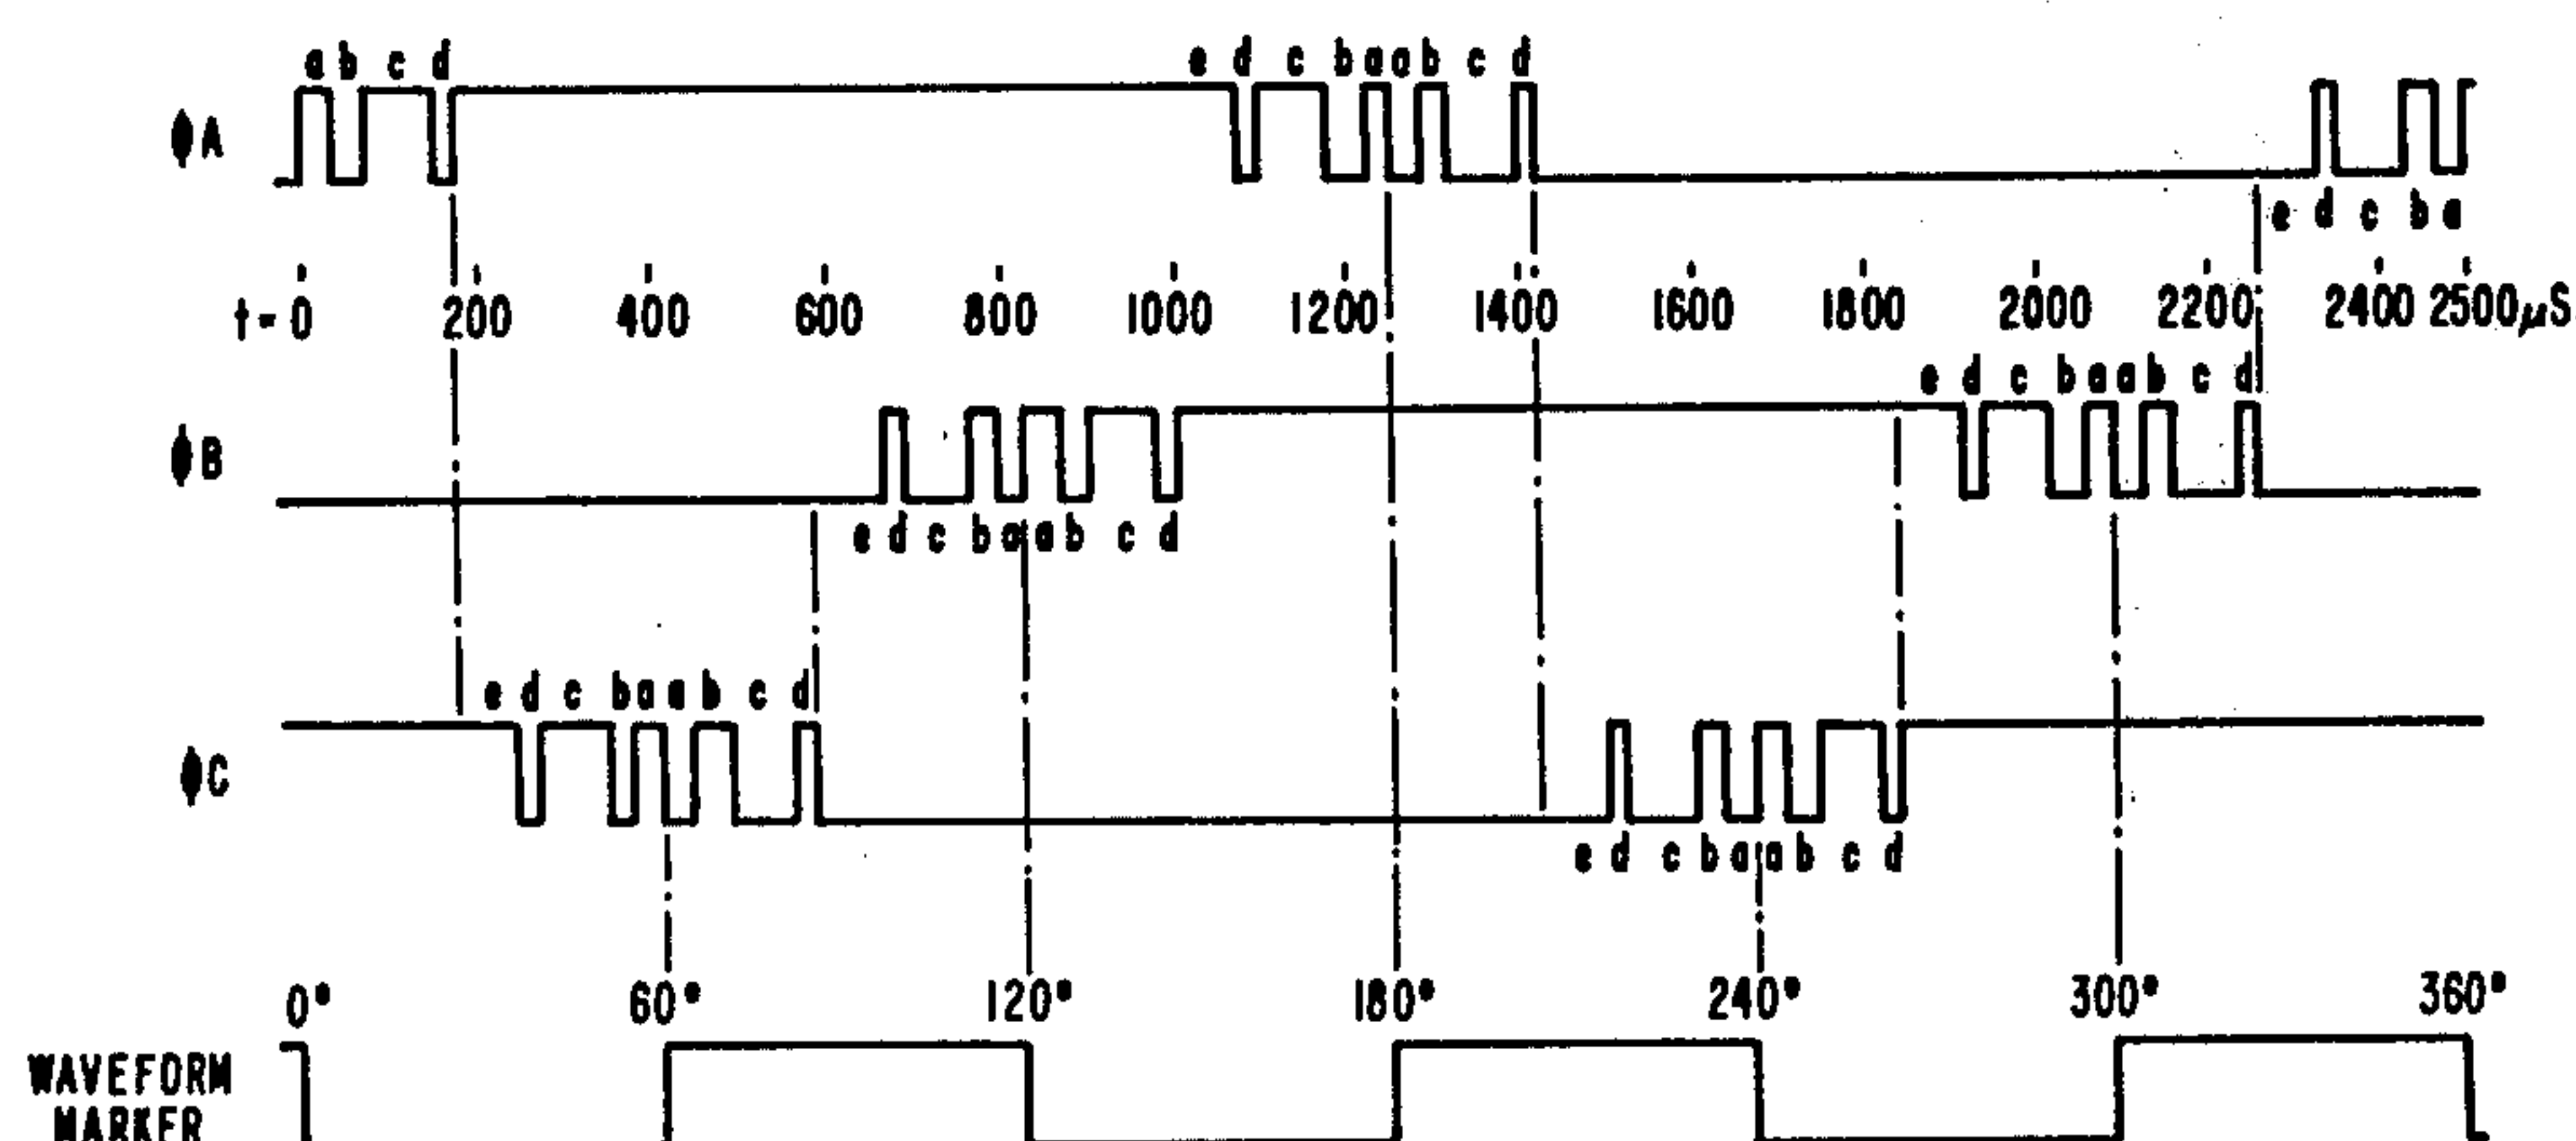 a b c d e d c b a a b c d
ϕA
e d c b a
t = 0 200 400 600 800 1000 1200 1400 1600 1800 2000 2200 2400 2500μS
e d c b a a b c d
ϕB
e d c b a a b c d
e d c b a a b c d
ϕC
e d c b a a b c d
0° 60° 120° 180° 240° 300° 360°
WAVEFORM
MARKER